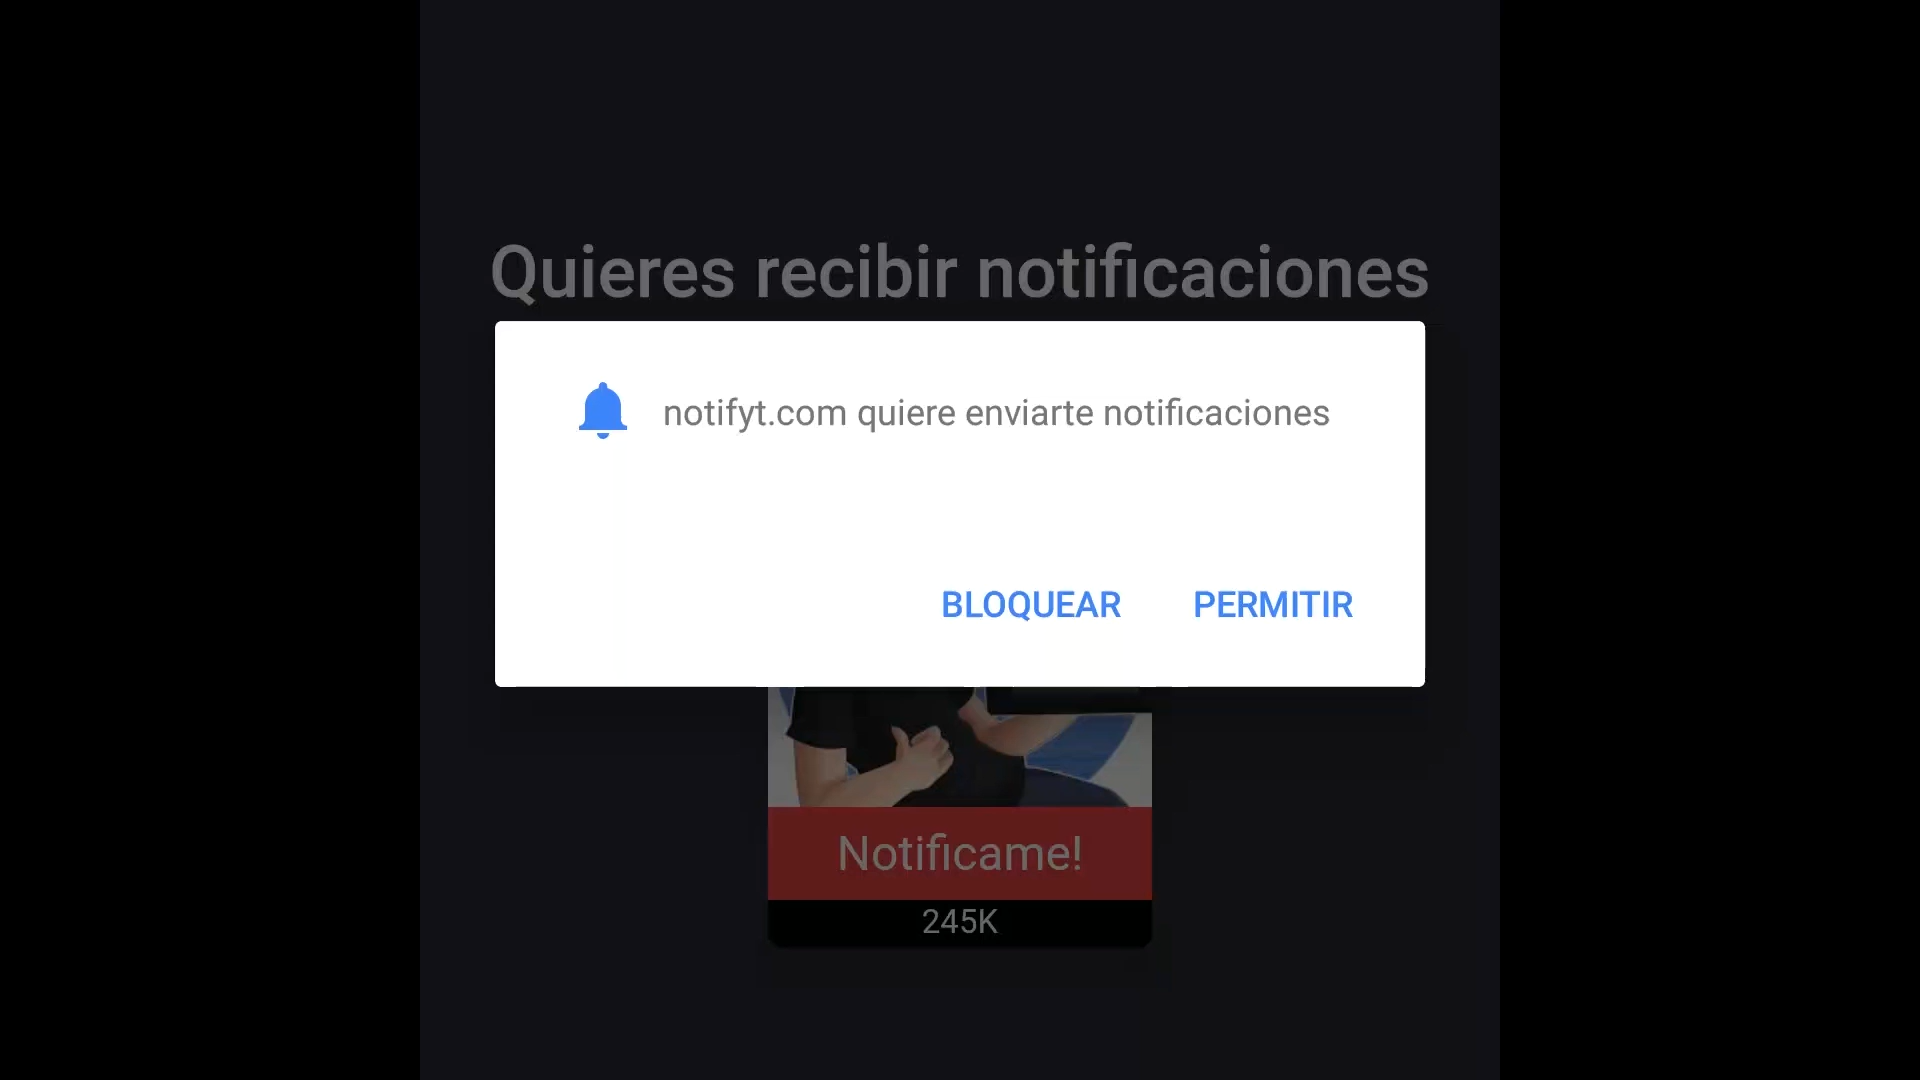 Quieres recibir notificaciones
notifyt.com quiere enviarte notificaciones
BLOQUEAR PERMITIR
Notificame!
245K